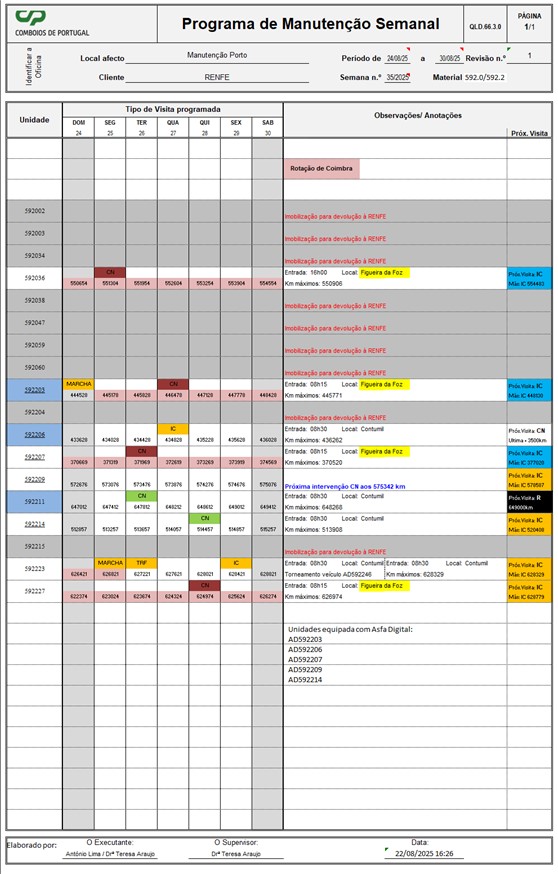 CP
COMBOIOS DE PORTUGAL
Programa de Manutenção Semanal
QLD.66.3.0
PÁGINA
1/1
Identificar a Oficina
Local afecto Manutenção Porto
Periodo de 24/08/25 a 30/08/25 Revisão n.º 1
Cliente RENFE
Semana n.º 35/2025 Material 592.0/592.2
Unidade
Tipo de Visita programada
Observações/ Anotações
Próx. Visita
DOM SEG TER QUA QUI SEX SAB
24 25 26 27 28 29 30
Rotação de Coimbra
592002 Imobilização para devolução à RENFE
592003 Imobilização para devolução à RENFE
592034 Imobilização para devolução à RENFE
592036 CN Entrada: 16h00 Local: Figueira da Foz Próx.Visita: IC
550654 551304 551954 552604 553254 553904 554554 Km máximos: 550906 Máx: IC
592038 Imobilização para devolução à RENFE
592047 Imobilização para devolução à RENFE
592059 Imobilização para devolução à RENFE
592060 Imobilização para devolução à RENFE
592203 MARCHA CN Entrada: 08h15 Local: Figueira da Foz Próx.Visita: IC
444528 445178 445828 446478 447128 447778 448428 Km máximos: 445771 Máx: IC
592204 Imobilização para devolução à RENFE
592206 IC Entrada: 08h30 Local: Contumil Próx.Visita: CN
433628 434028 434428 434828 435228 435628 436028 Km máximos: 436262 Ultima + 3500km
592207 CN Entrada: 08h15 Local: Figueira da Foz Próx.Visita: IC
370669 371319 371969 372619 373269 373919 374569 Km máximos: 370520 Máx: IC
592209 Próx.Visita: IC
572676 573076 573476 573876 574276 574676 575076 Próxima intervenção CN aos 575342 km Máx: IC
592211 CN Entrada: 08h30 Local: Contumil Próx.Visita: R
647012 647412 647812 648212 648612 649012 649412 Km máximos: 648268 649000km
592214 CN Entrada: 08h30 Local: Contumil Próx.Visita: IC
512857 513257 513657 514057 514457 514857 515257 Km máximos: 513908 Máx: IC
592215 Imobilização para devolução à RENFE
592223 MARCHA TRF IC Entrada: 08h30 Local: Contumil Entrada: 08h30 Local: Contumil Próx.Visita: IC
626421 626821 627221 627621 628021 628421 628821 Torneamento veículo AD592246 Km máximos: 628329 Máx: IC 628329
592227 CN Entrada: 08h15 Local: Figueira da Foz Próx.Visita: IC
622374 623024 623674 624324 624974 625624 626274 Km máximos: 626974 Máx: IC
Unidades equipada com Asfa Digital:
AD592203
AD592206
AD592207
AD592209
AD592214
Elaborado por:
O Executante:
António Lima / Drª Teresa Araujo
O Supervisor:
Drª Teresa Araujo
Data:
22/08/2025 16:26